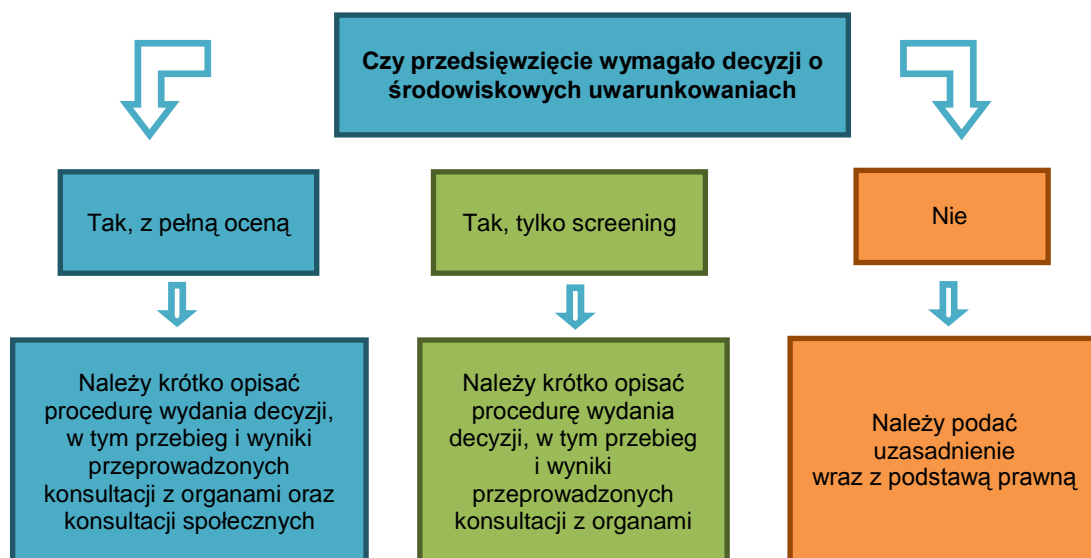 Czy przedsięwzięcie wymagało decyzji o
środowiskowych uwarunkowaniach
Tak, z pełną oceną
Tak, tylko screening
Nie
Należy krótko opisać
procedurę wydania decyzji,
w tym przebieg i wyniki
przeprowadzonych
konsultacji z organami oraz
konsultacji społecznych
Należy krótko opisać
procedurę wydania
decyzji, w tym przebieg
i wyniki
przeprowadzonych
konsultacji z organami
Należy podać
uzasadnienie
wraz z podstawą prawną